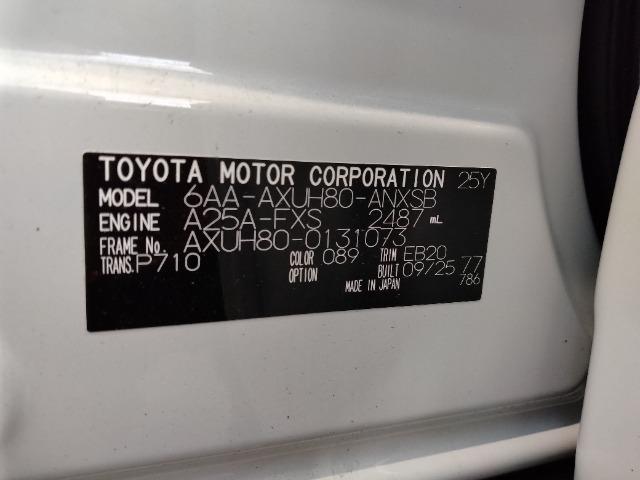 TOYOTA MOTOR CORPORATION 25Y
MODEL 6AA-AXUH80-ANXSB
ENGINE A25A-FXS 2487 mL
FRAME No. AXUH80-0131073
TRANS. P710 COLOR 089 TRIM EB20
OPTION BUILT 09/25 77
MADE IN JAPAN 786